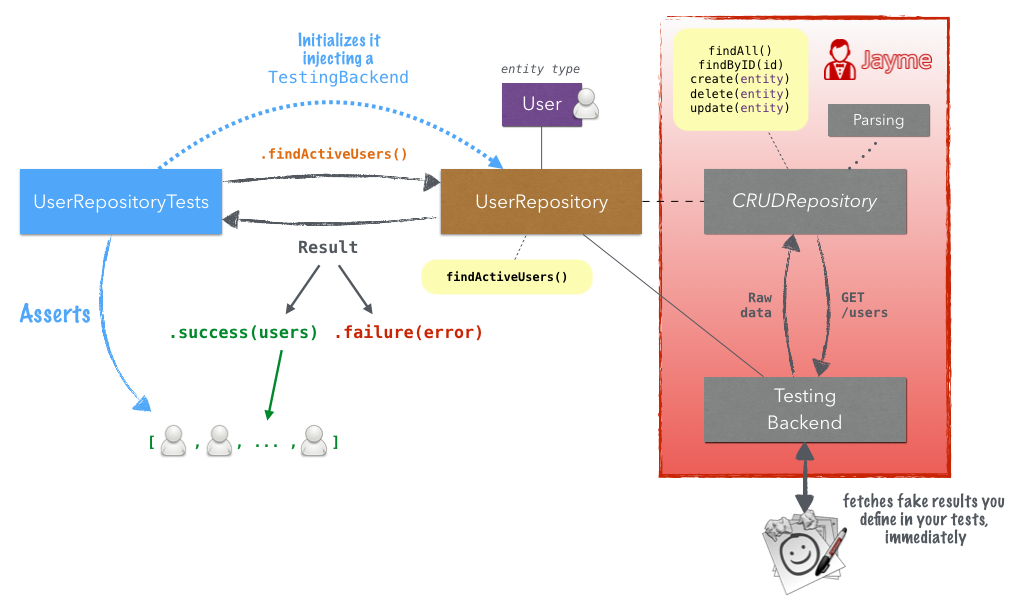 Initializes it
injecting a
TestingBackend
entity type
User
findAll()
findByID(id)
create(entity)
delete(entity)
update(entity)
Jayme
Parsing
.findActiveUsers()
UserRepositoryTests
UserRepository
CRUDRepository
Result
findActiveUsers()
Asserts
.success(users)
.failure(error)
Raw
data
GET
/users
Testing
Backend
[ , , ... , ]
fetches fake results you
define in your tests,
immediately